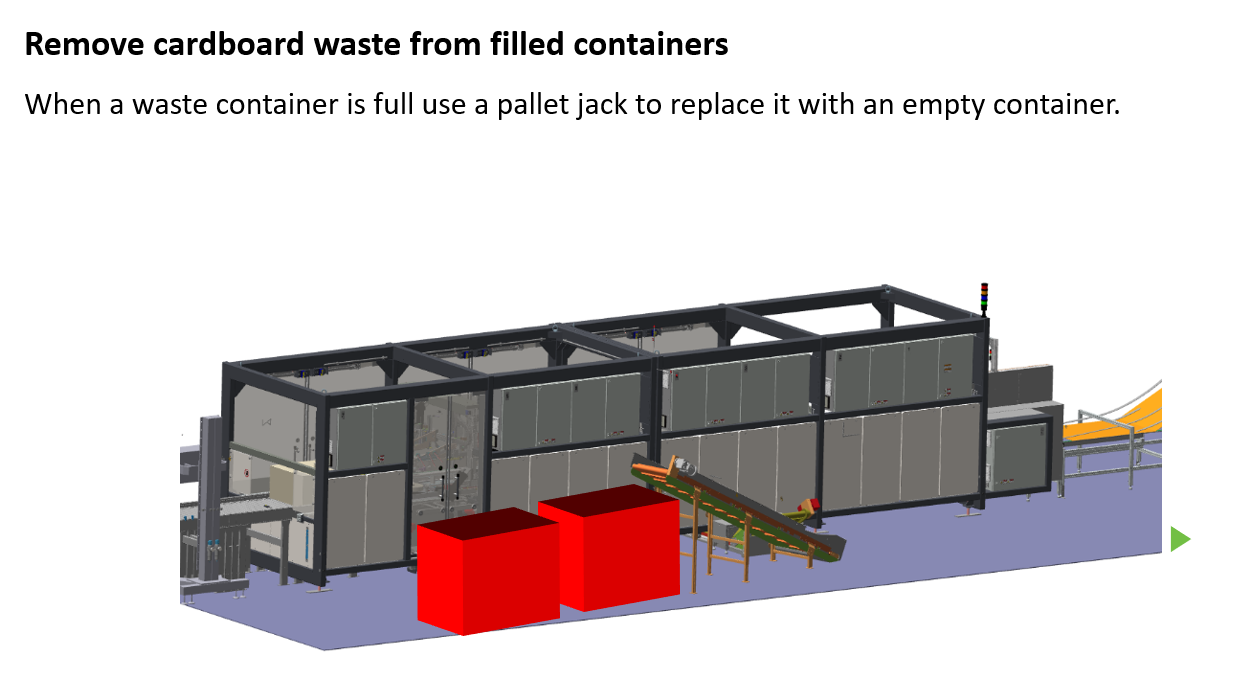 Remove cardboard waste from filled containers
When a waste container is full use a pallet jack to replace it with an empty container.